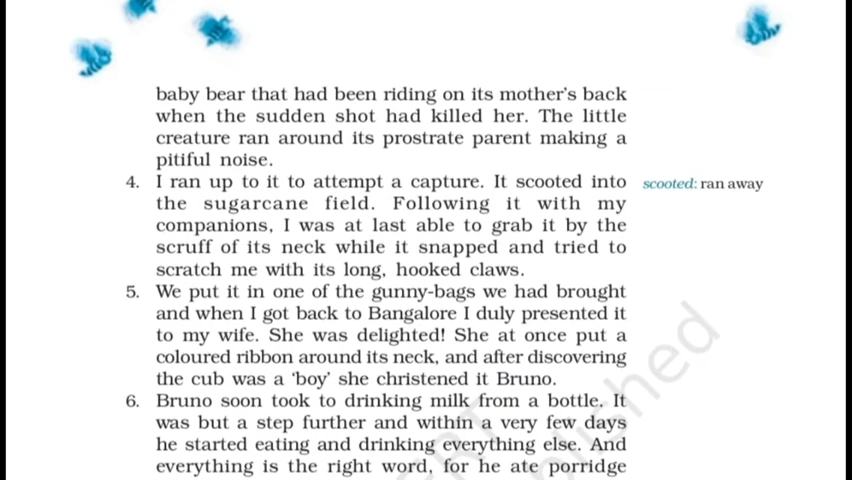 baby bear that had been riding on its mother's back
when the sudden shot had killed her. The little
creature ran around its prostrate parent making a
pitiful noise.
4. I ran up to it to attempt a capture. It scooted into
scooted: ran away
the sugarcane field. Following it with my
companions, I was at last able to grab it by the
scruff of its neck while it snapped and tried to
scratch me with its long, hooked claws.
5. We put it in one of the gunny-bags we had brought
and when I got back to Bangalore I duly presented it
to my wife. She was delighted! She at once put a
coloured ribbon around its neck, and after discovering
the cub was a ‘boy’ she christened it Bruno.
6. Bruno soon took to drinking milk from a bottle. It
was but a step further and within a very few days
he started eating and drinking everything else. And
everything is the right word, for he ate porridge